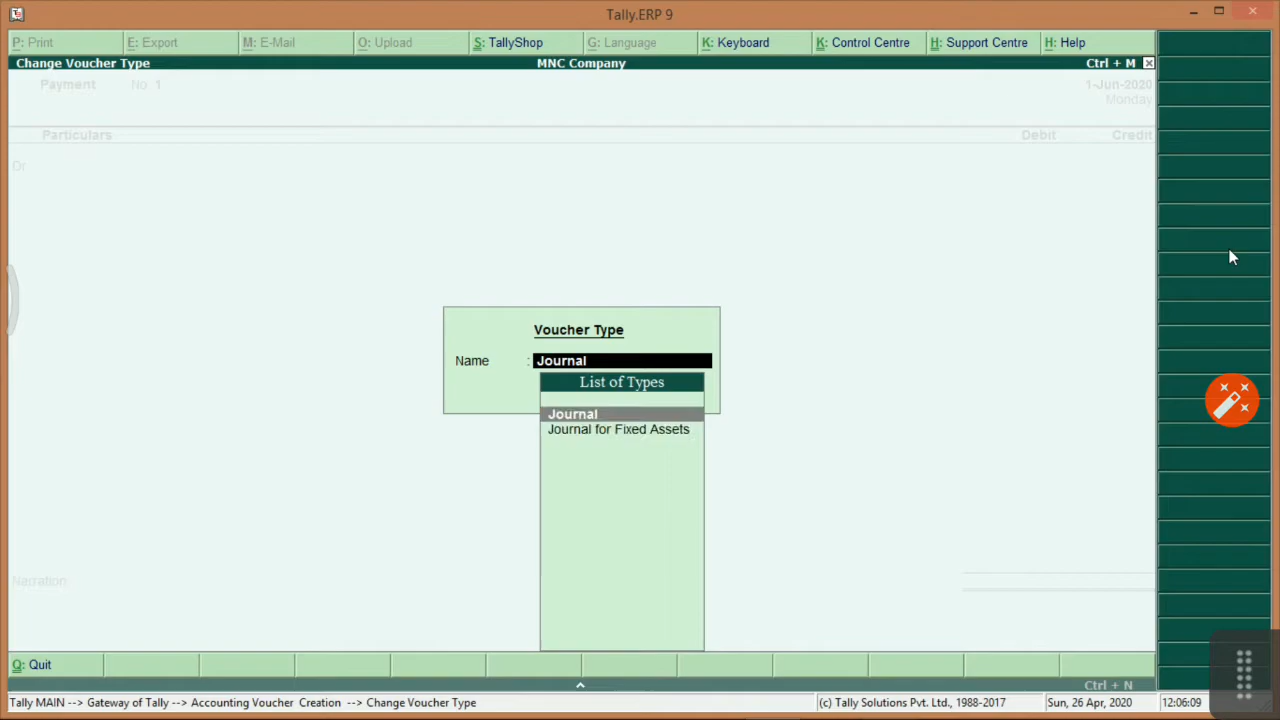 Tally.ERP 9
P: Print E: Export M: E-Mail O: Upload S: TallyShop G: Language K: Keyboard K: Control Centre H: Support Centre H: Help
Change Voucher Type MNC Company Ctrl + M
Payment No. 1 1-Jun-2020
Monday
Particulars Debit Credit
Dr
Voucher Type
Name : Journal
List of Types
Journal
Journal for Fixed Assets
Narration
Q: Quit
Ctrl + N
Tally MAIN --> Gateway of Tally --> Accounting Voucher Creation --> Change Voucher Type (c) Tally Solutions Pvt. Ltd., 1988-2017 Sun, 26 Apr, 2020 12:06:09